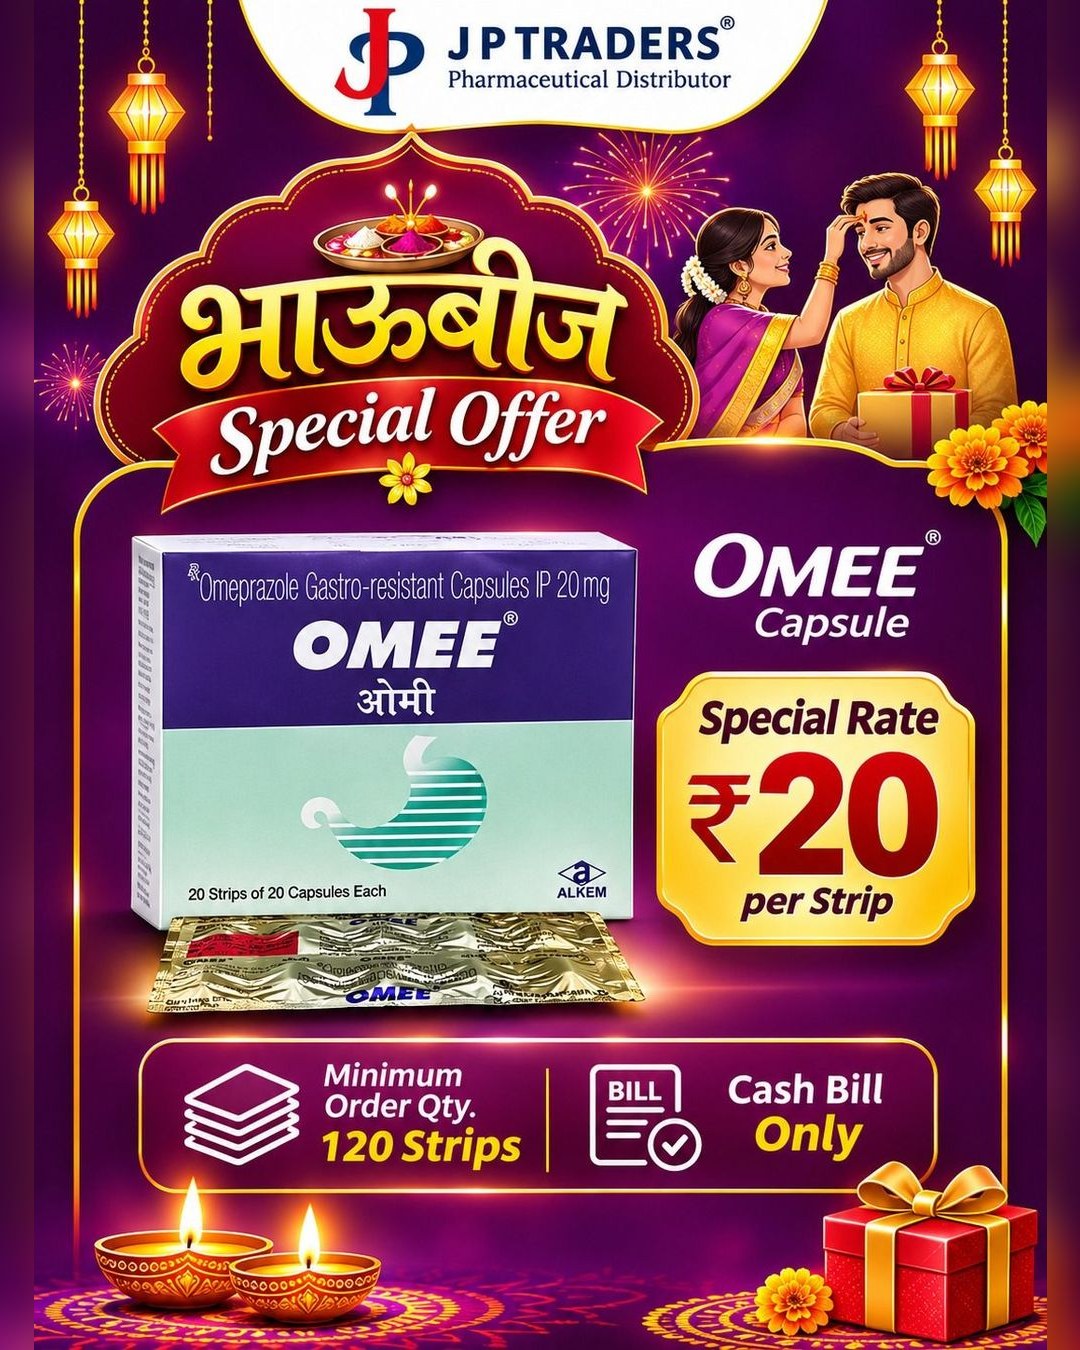 JP
J P TRADERS®
Pharmaceutical Distributor
भाऊबीज
Special Offer
RxOmeprazole Gastro-resistant Capsules IP 20 mg
OMEE®
ओमी
20 Strips of 20 Capsules Each
a
ALKEM
OMEE
OMEE®
Capsule
Special Rate
₹20
per Strip
Minimum
Order Qty.
120 Strips
BILL
Cash Bill
Only